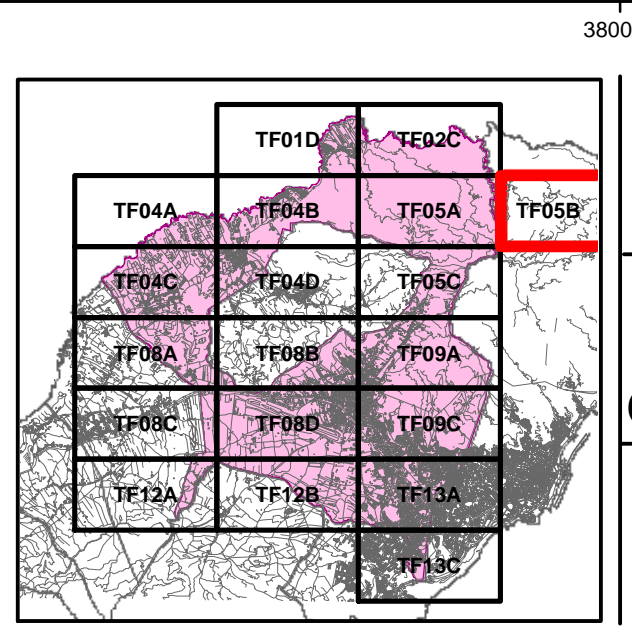 3800
TF01D TF02C
TF04A TF04B TF05A TF05B
TF04C TF04D TF05C
TF08A TF08B TF09A
TF08C TF08D TF09C
TF12A TF12B TF13A
TF13C